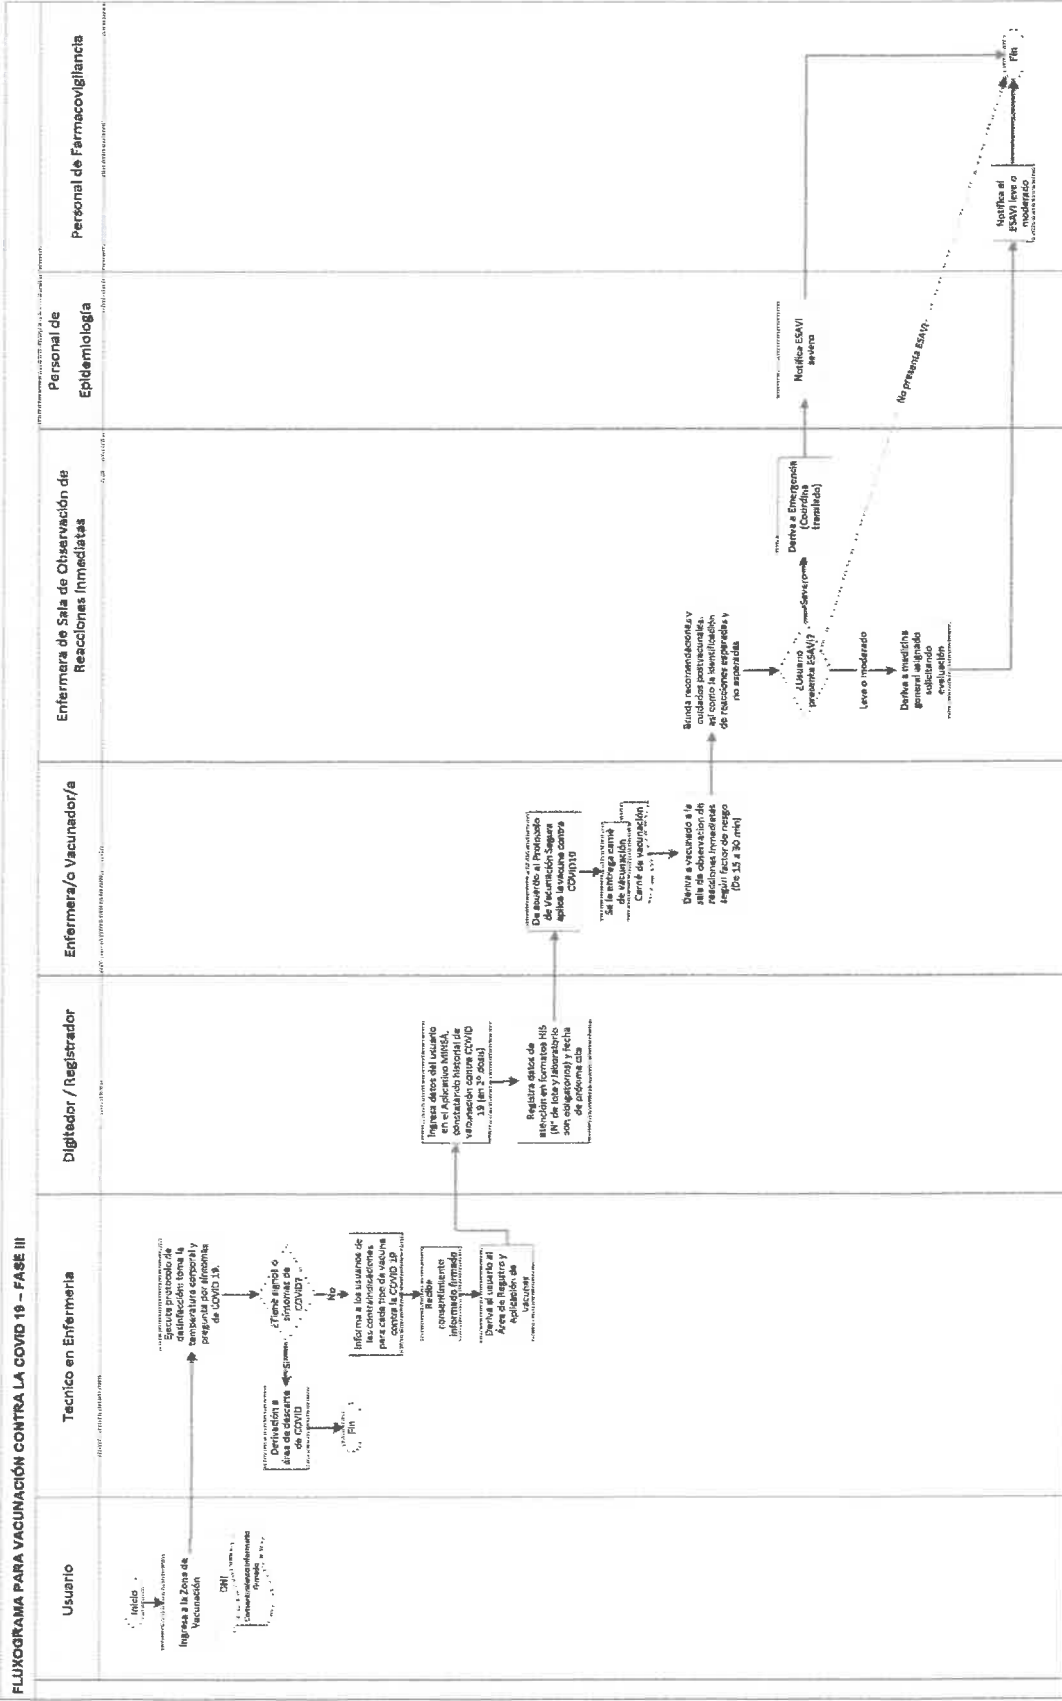 FLUXOGRAMA PARA VACUNACIÓN CONTRA LA COVID 19 – FASE III
Usuario
Tecnico en Enfermeria
Digitador / Registrador
Enfermera/o Vacunador/a
Enfermera de Sala de Observación de
Reacciones Inmediatas
Personal de
Epidemiología
Personal de Farmacovigilancia
Inicio
Ingresa a la Zona de
Vacunación
DNI
Consentimiento Informado
firmado
Ejecuta protocolo de
desinfección: toma la
temperatura corporal y
pregunta por síntomas
de COVID 19.
¿Tiene signos o
síntomas de
COVID?
Si
Derivación a
área de descarte
de COVID
Fin
No
Informa a los usuarios de
las contraindicaciones
para cada tipo de vacuna
contra la COVID 19
Recibe
consentimiento
informado firmado
Deriva al usuario al
Área de Registro y
Aplicación de
vacunas
Ingresa datos del usuario
en el Aplicativo MINSA,
constatando historial de
vacunación contra COVID
19 (en 2° dosis)
Registra datos de
atención en formatos HIS
(N° de lote y laboratorio
son obligatorios) y fecha
de próxima cita
De acuerdo al Protocolo
de Vacunación Segura
aplica la vacuna contra
COVID19
Se le entrega carné
de vacunación
Carné de vacunación
Deriva a vacunado a la
sala de observación de
reacciones inmediatas
según factor de riesgo
(De 15 a 30 min)
Brinda recomendaciones y
cuidados postvacunales,
así como la identificación
de reacciones esperadas y
no esperadas
¿Usuario
presenta ESAVI?
Severo
Deriva a Emergencia
(Coordina
translado)
Notifica ESAVI
severo
No presenta ESAVI
Leve o moderado
Deriva a medicina
general asignado
solicitando
evaluación
Notifica el
ESAVI leve o
moderado
Fin